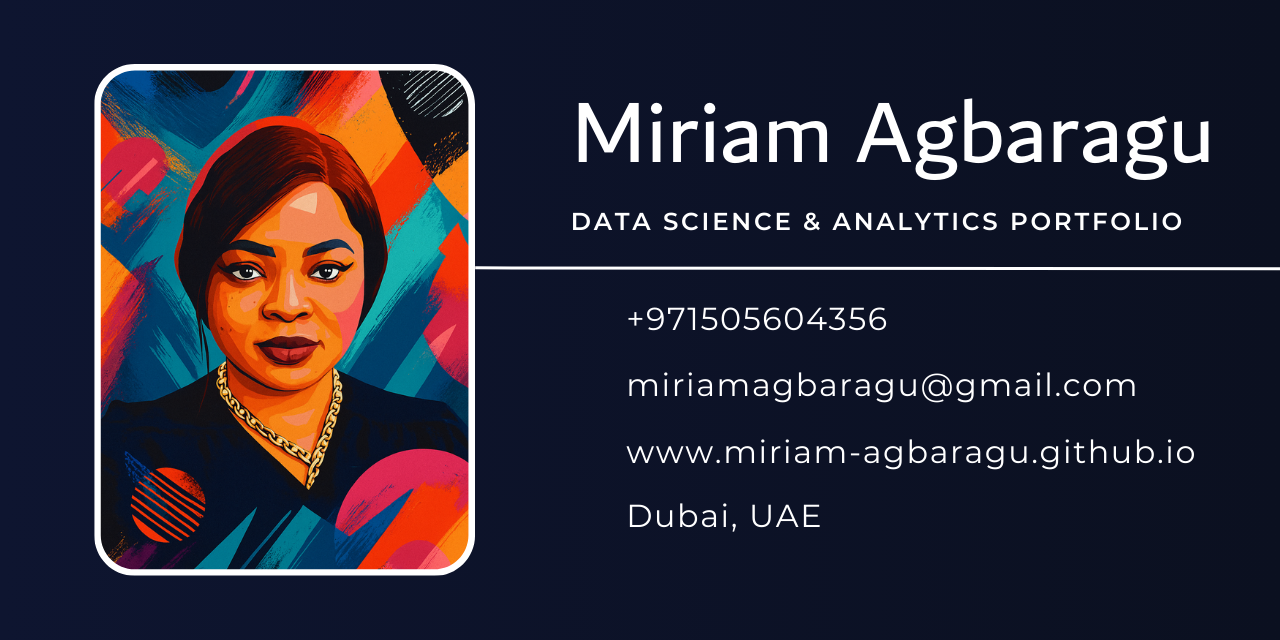 Miriam Agbaragu
DATA SCIENCE & ANALYTICS PORTFOLIO
+971505604356
miriamagbaragu@gmail.com
www.miriam-agbaragu.github.io
Dubai, UAE